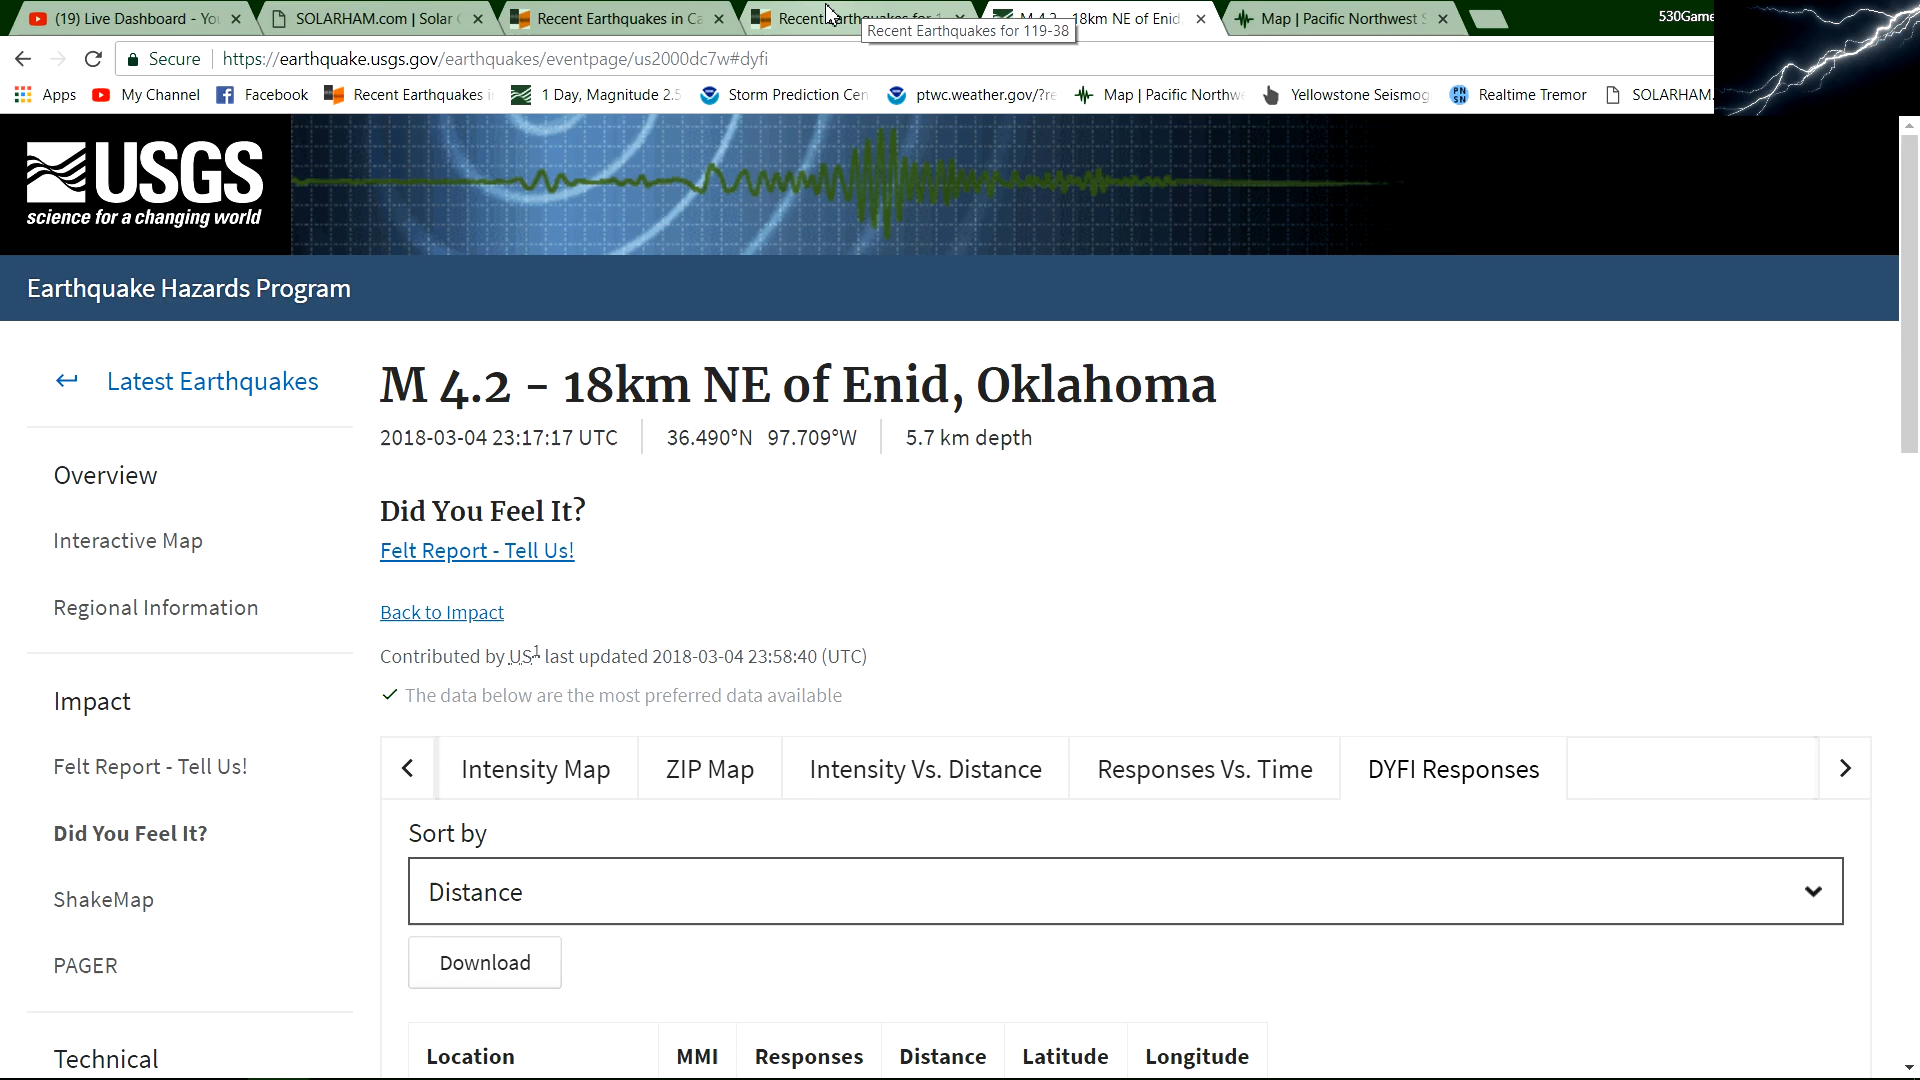 (19) Live Dashboard - Yo
SOLARHAM.com | Solar
Recent Earthquakes in Ca
Recent
18km NE of Enid
Map | Pacific Northwest S
530Game
Recent Earthquakes for 119-38
Secure
https://earthquake.usgs.gov/earthquakes/eventpage/us2000dc7w#dyfi
Apps
My Channel
Facebook
Recent Earthquakes i
1 Day, Magnitude 2.5
Storm Prediction Cen
ptwc.weather.gov/?re
Map | Pacific Northwe
Yellowstone Seismog
Realtime Tremor
SOLARHAM.
USGS
science for a changing world
Earthquake Hazards Program
Latest Earthquakes
Overview
Interactive Map
Regional Information
Impact
Felt Report - Tell Us!
Did You Feel It?
ShakeMap
PAGER
Technical
M 4.2 - 18km NE of Enid, Oklahoma
2018-03-04 23:17:17 UTC
36.490°N 97.709°W
5.7 km depth
Did You Feel It?
Felt Report - Tell Us!
Back to Impact
Contributed by US1 last updated 2018-03-04 23:58:40 (UTC)
✓ The data below are the most preferred data available
Intensity Map
ZIP Map
Intensity Vs. Distance
Responses Vs. Time
DYFI Responses
Sort by
Distance
Download
Location MMI Responses Distance Latitude Longitude